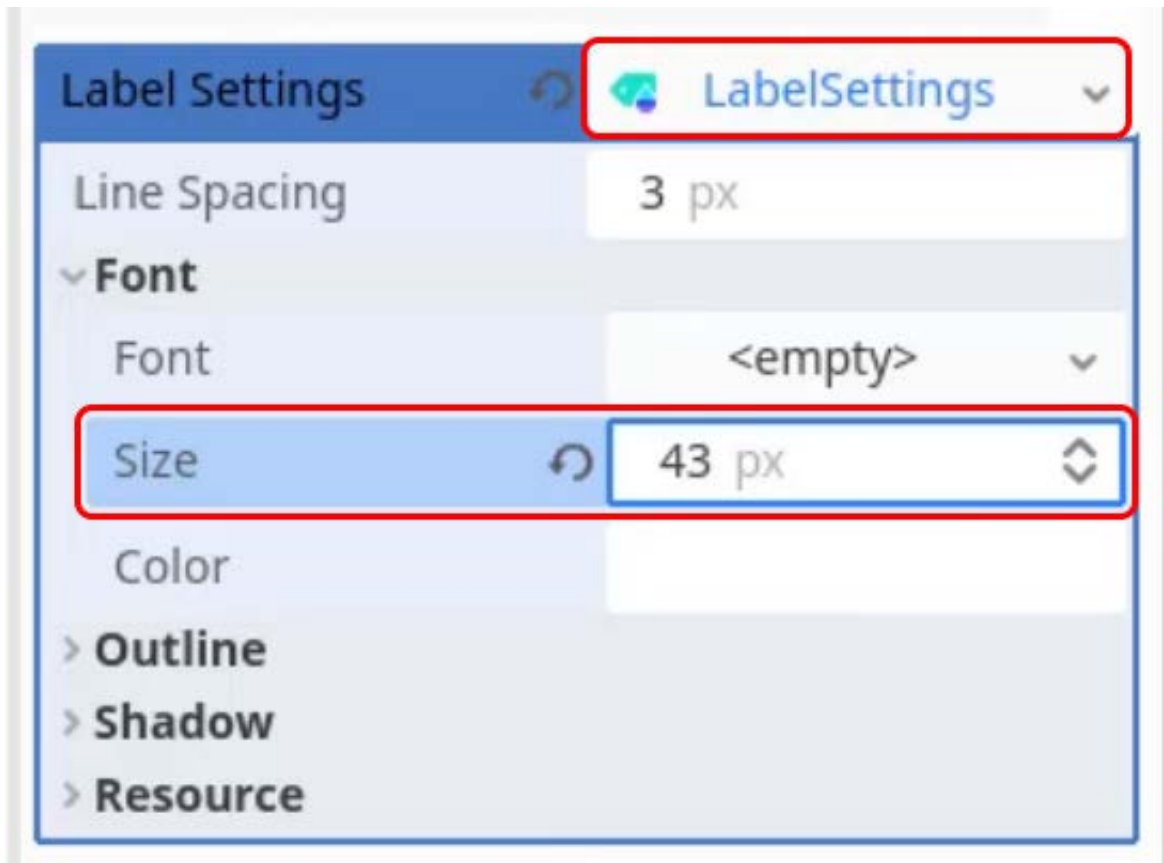 Label Settings LabelSettings
Line Spacing 3 px
Font
Font <empty>
Size 43 px
Color
Outline
Shadow
Resource